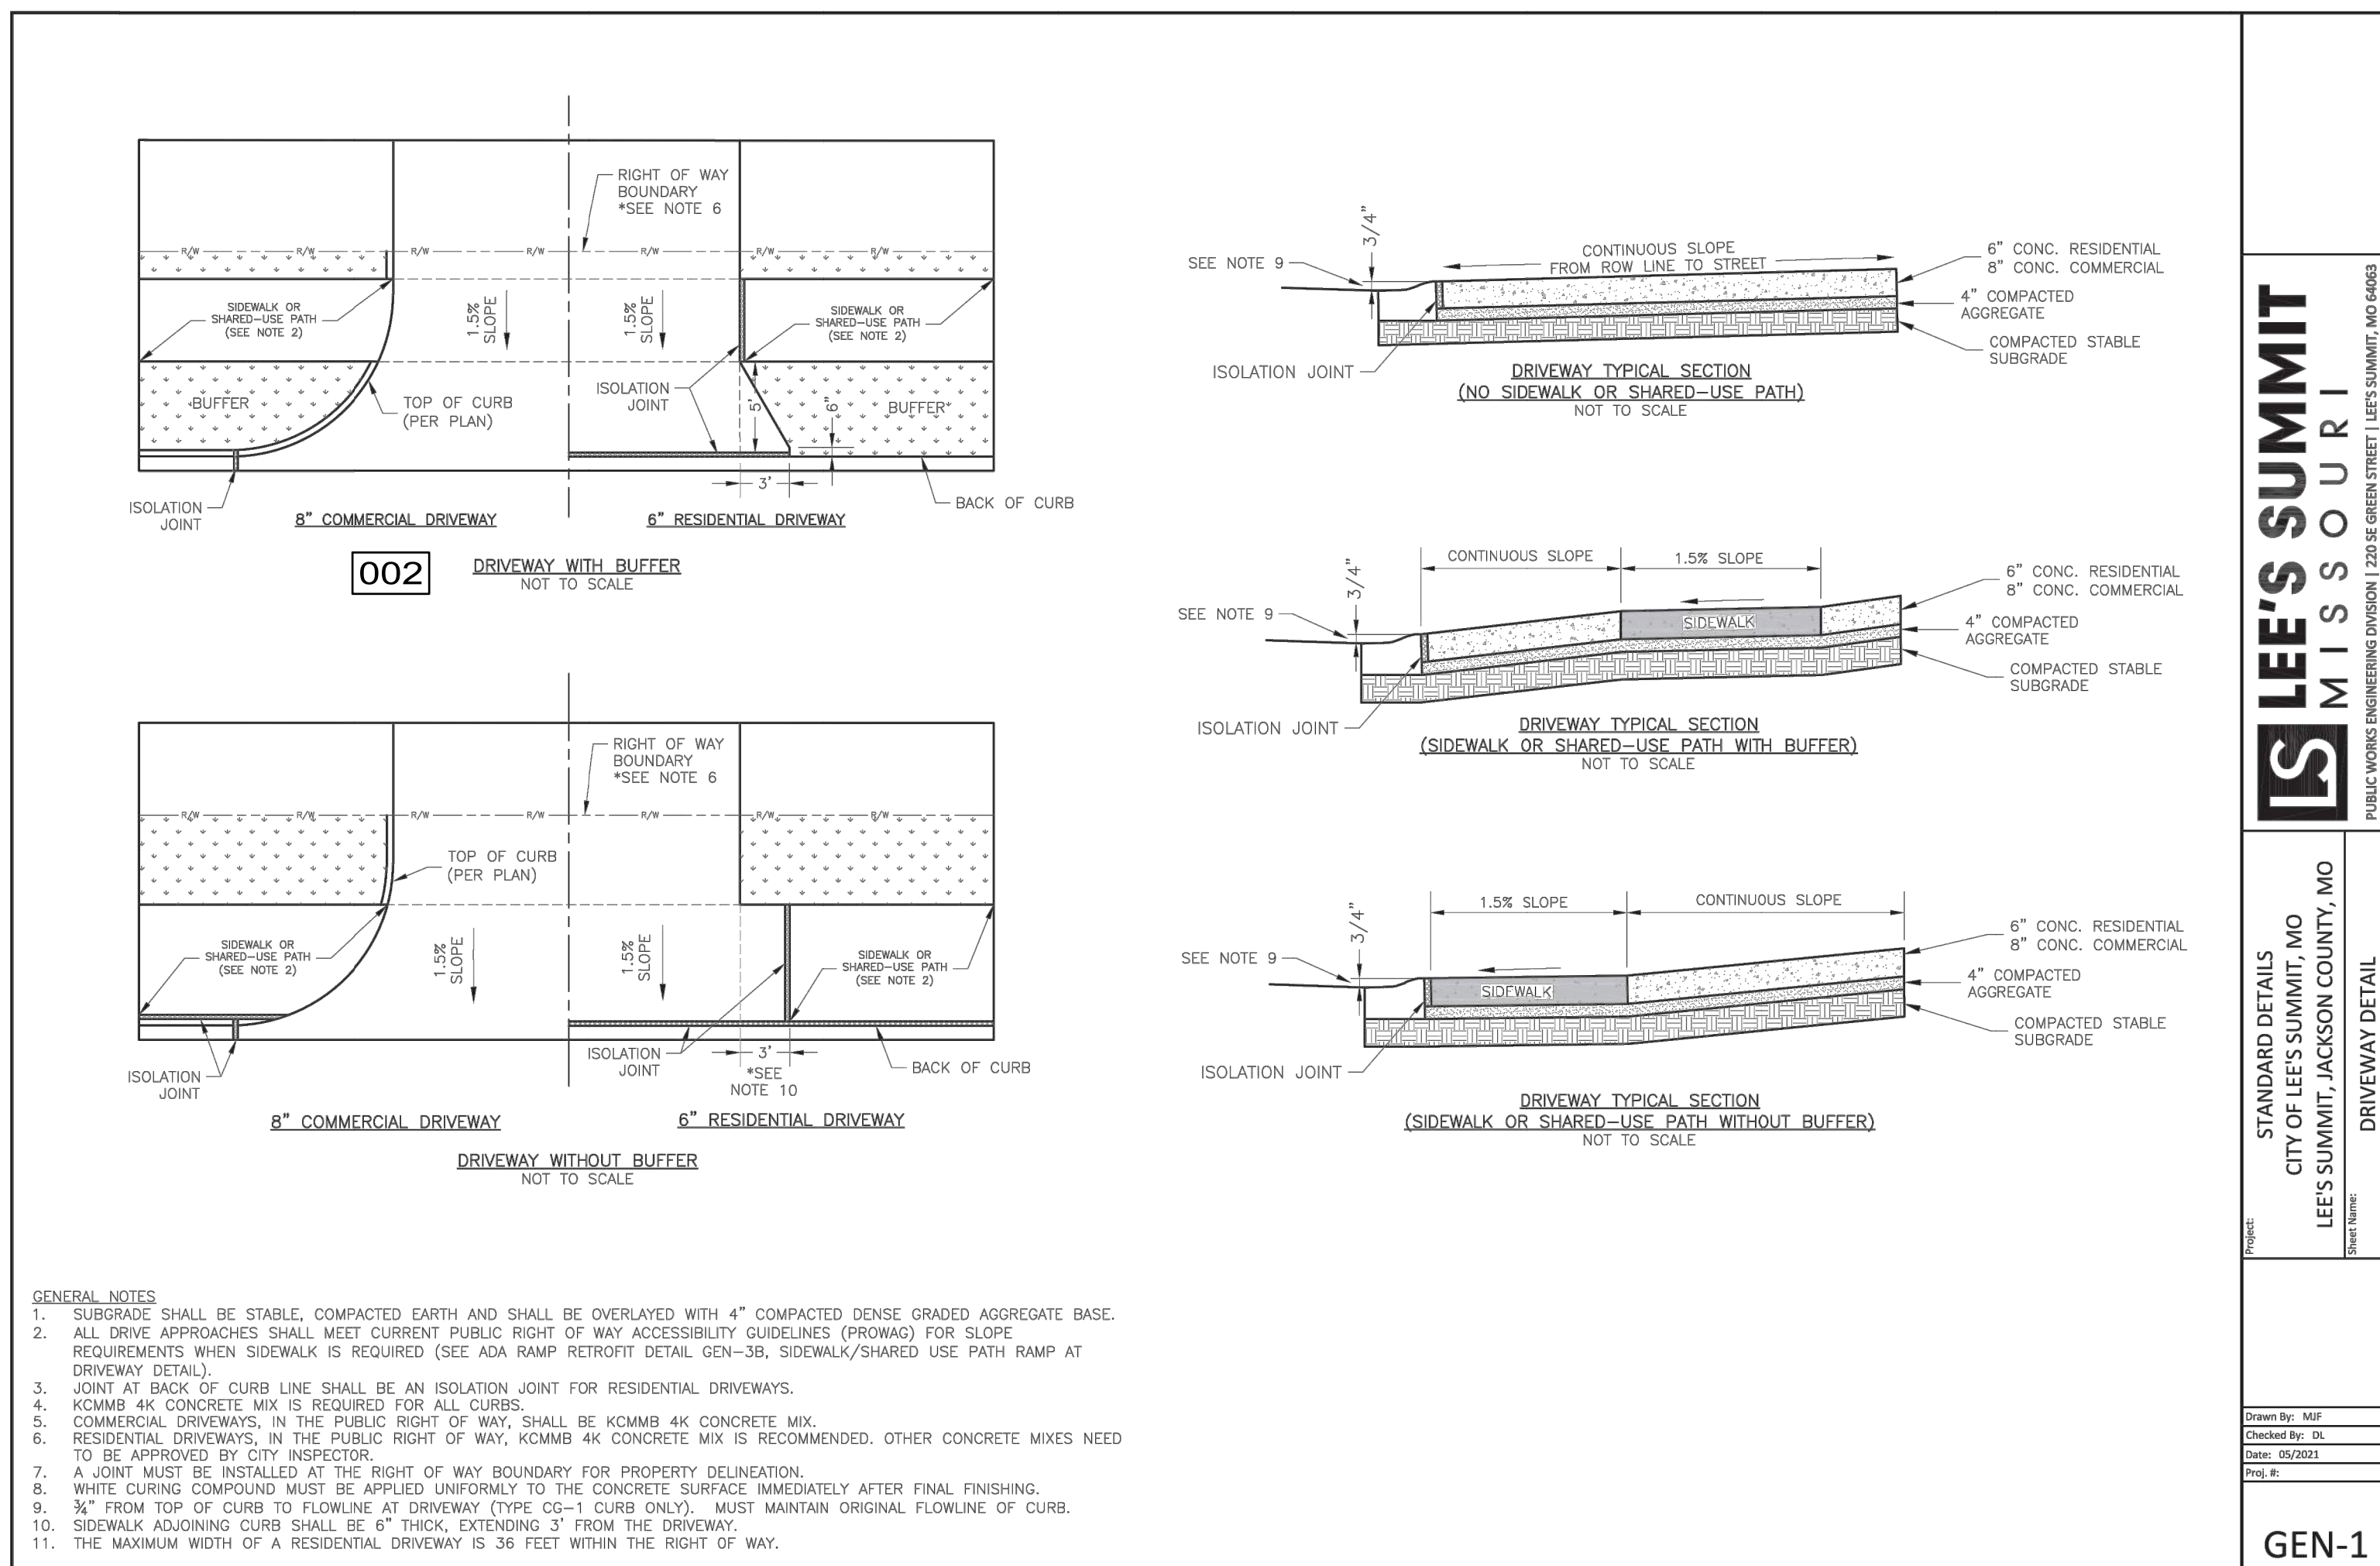 RIGHT OF WAY
BOUNDARY
*SEE NOTE 6
R/W R/W R/W R/W R/W R/W R/W
SIDEWALK OR
SHARED-USE PATH
(SEE NOTE 2)
1.5%
SLOPE
1.5%
SLOPE
SIDEWALK OR
SHARED-USE PATH
(SEE NOTE 2)
BUFFER
TOP OF CURB
(PER PLAN)
ISOLATION
JOINT
5'
6"
BUFFER
3'
ISOLATION
JOINT
BACK OF CURB
8" COMMERCIAL DRIVEWAY
6" RESIDENTIAL DRIVEWAY
002
DRIVEWAY WITH BUFFER
NOT TO SCALE
RIGHT OF WAY
BOUNDARY
*SEE NOTE 6
R/W R/W R/W R/W R/W R/W R/W
TOP OF CURB
(PER PLAN)
SIDEWALK OR
SHARED-USE PATH
(SEE NOTE 2)
1.5%
SLOPE
1.5%
SLOPE
SIDEWALK OR
SHARED-USE PATH
(SEE NOTE 2)
ISOLATION
JOINT
ISOLATION
JOINT
3'
*SEE
NOTE 10
BACK OF CURB
8" COMMERCIAL DRIVEWAY
6" RESIDENTIAL DRIVEWAY
DRIVEWAY WITHOUT BUFFER
NOT TO SCALE
3/4"
SEE NOTE 9
CONTINUOUS SLOPE
FROM ROW LINE TO STREET
6" CONC. RESIDENTIAL
8" CONC. COMMERCIAL
4" COMPACTED
AGGREGATE
COMPACTED STABLE
SUBGRADE
ISOLATION JOINT
DRIVEWAY TYPICAL SECTION
(NO SIDEWALK OR SHARED-USE PATH)
NOT TO SCALE
3/4"
SEE NOTE 9
CONTINUOUS SLOPE
1.5% SLOPE
SIDEWALK
6" CONC. RESIDENTIAL
8" CONC. COMMERCIAL
4" COMPACTED
AGGREGATE
COMPACTED STABLE
SUBGRADE
ISOLATION JOINT
DRIVEWAY TYPICAL SECTION
(SIDEWALK OR SHARED-USE PATH WITH BUFFER)
NOT TO SCALE
3/4"
SEE NOTE 9
1.5% SLOPE
CONTINUOUS SLOPE
SIDEWALK
6" CONC. RESIDENTIAL
8" CONC. COMMERCIAL
4" COMPACTED
AGGREGATE
COMPACTED STABLE
SUBGRADE
ISOLATION JOINT
DRIVEWAY TYPICAL SECTION
(SIDEWALK OR SHARED-USE PATH WITHOUT BUFFER)
NOT TO SCALE
GENERAL NOTES
1. SUBGRADE SHALL BE STABLE, COMPACTED EARTH AND SHALL BE OVERLAYED WITH 4" COMPACTED DENSE GRADED AGGREGATE BASE.
2. ALL DRIVE APPROACHES SHALL MEET CURRENT PUBLIC RIGHT OF WAY ACCESSIBILITY GUIDELINES (PROWAG) FOR SLOPE
REQUIREMENTS WHEN SIDEWALK IS REQUIRED (SEE ADA RAMP RETROFIT DETAIL GEN-3B, SIDEWALK/SHARED USE PATH RAMP AT
DRIVEWAY DETAIL).
3. JOINT AT BACK OF CURB LINE SHALL BE AN ISOLATION JOINT FOR RESIDENTIAL DRIVEWAYS.
4. KCMMB 4K CONCRETE MIX IS REQUIRED FOR ALL CURBS.
5. COMMERCIAL DRIVEWAYS, IN THE PUBLIC RIGHT OF WAY, SHALL BE KCMMB 4K CONCRETE MIX.
6. RESIDENTIAL DRIVEWAYS, IN THE PUBLIC RIGHT OF WAY, KCMMB 4K CONCRETE MIX IS RECOMMENDED. OTHER CONCRETE MIXES NEED
TO BE APPROVED BY CITY INSPECTOR.
7. A JOINT MUST BE INSTALLED AT THE RIGHT OF WAY BOUNDARY FOR PROPERTY DELINEATION.
8. WHITE CURING COMPOUND MUST BE APPLIED UNIFORMLY TO THE CONCRETE SURFACE IMMEDIATELY AFTER FINAL FINISHING.
9. ¾" FROM TOP OF CURB TO FLOWLINE AT DRIVEWAY (TYPE CG-1 CURB ONLY). MUST MAINTAIN ORIGINAL FLOWLINE OF CURB.
10. SIDEWALK ADJOINING CURB SHALL BE 6" THICK, EXTENDING 3' FROM THE DRIVEWAY.
11. THE MAXIMUM WIDTH OF A RESIDENTIAL DRIVEWAY IS 36 FEET WITHIN THE RIGHT OF WAY.
LS LEE'S SUMMIT
MISSOURI
PUBLIC WORKS ENGINEERING DIVISION | 220 SE GREEN STREET | LEE'S SUMMIT, MO 64063
Project:
STANDARD DETAILS
CITY OF LEE'S SUMMIT, MO
LEE'S SUMMIT, JACKSON COUNTY, MO
Sheet Name:
DRIVEWAY DETAIL
Drawn By: MJF
Checked By: DL
Date: 05/2021
Proj. #:
GEN-1